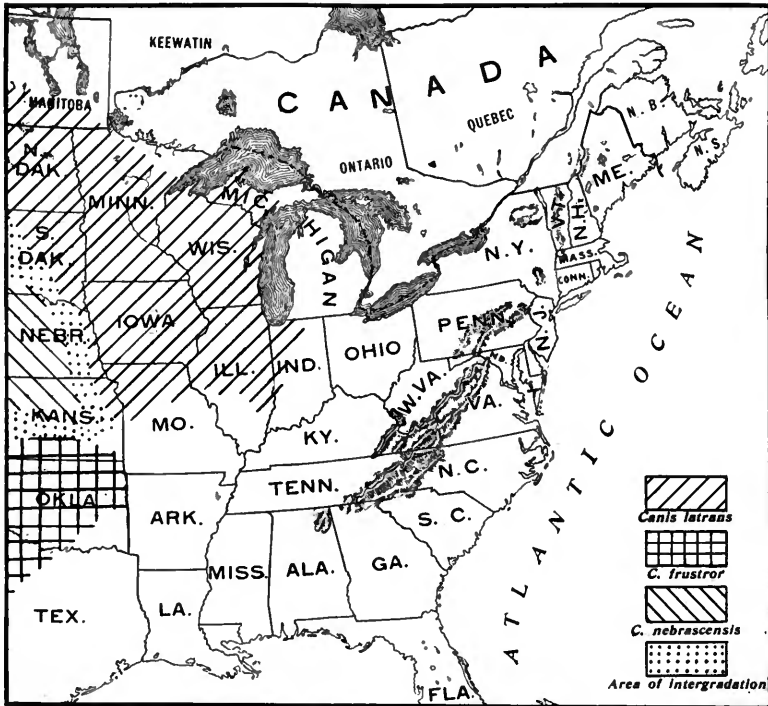 KEEWATIN
MANITOBA
CANADA
QUEBEC
ONTARIO
N. B.
N. S.
ME.
N. DAK.
MINN.
MICHIGAN
S. DAK.
WIS.
N.Y.
VT.
N.H.
MASS.
CONN.
NEBR.
IOWA
ILL.
IND.
OHIO
PENN.
N.J.
KANS.
MO.
KY.
W.VA.
VA.
OKLA
ARK.
TENN.
N.C.
S. C.
TEX.
LA.
MISS.
ALA.
GA.
FLA.
ATLANTIC OCEAN
Canis latrans
C. frustror
C. nebrascensis
Area of intergradation